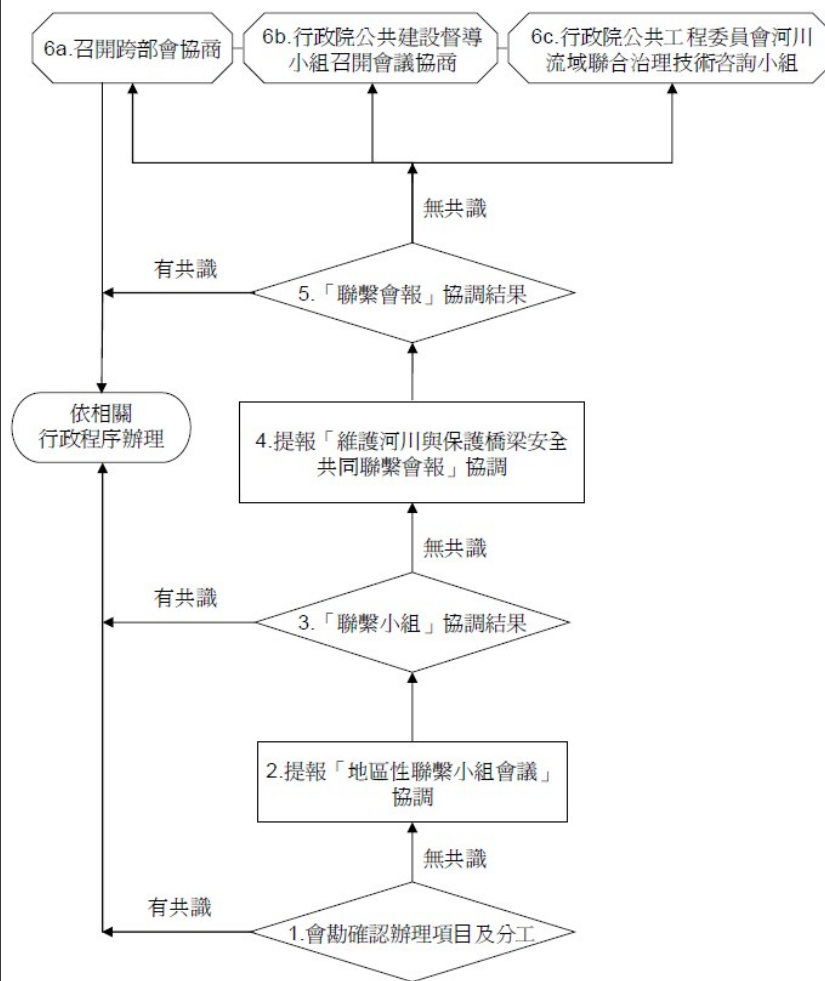 6a.召開跨部會協商
6b.行政院公共建設督導
小組召開會議協商
6c.行政院公共工程委員會河川
流域聯合治理技術咨詢小組
無共識
有共識
5.「聯繫會報」協調結果
依相關
行政程序辦理
4.提報「維護河川與保護橋梁安全
共同聯繫會報」協調
無共識
有共識
3.「聯繫小組」協調結果
2.提報「地區性聯繫小組會議」
協調
無共識
有共識
1.會勘確認辦理項目及分工